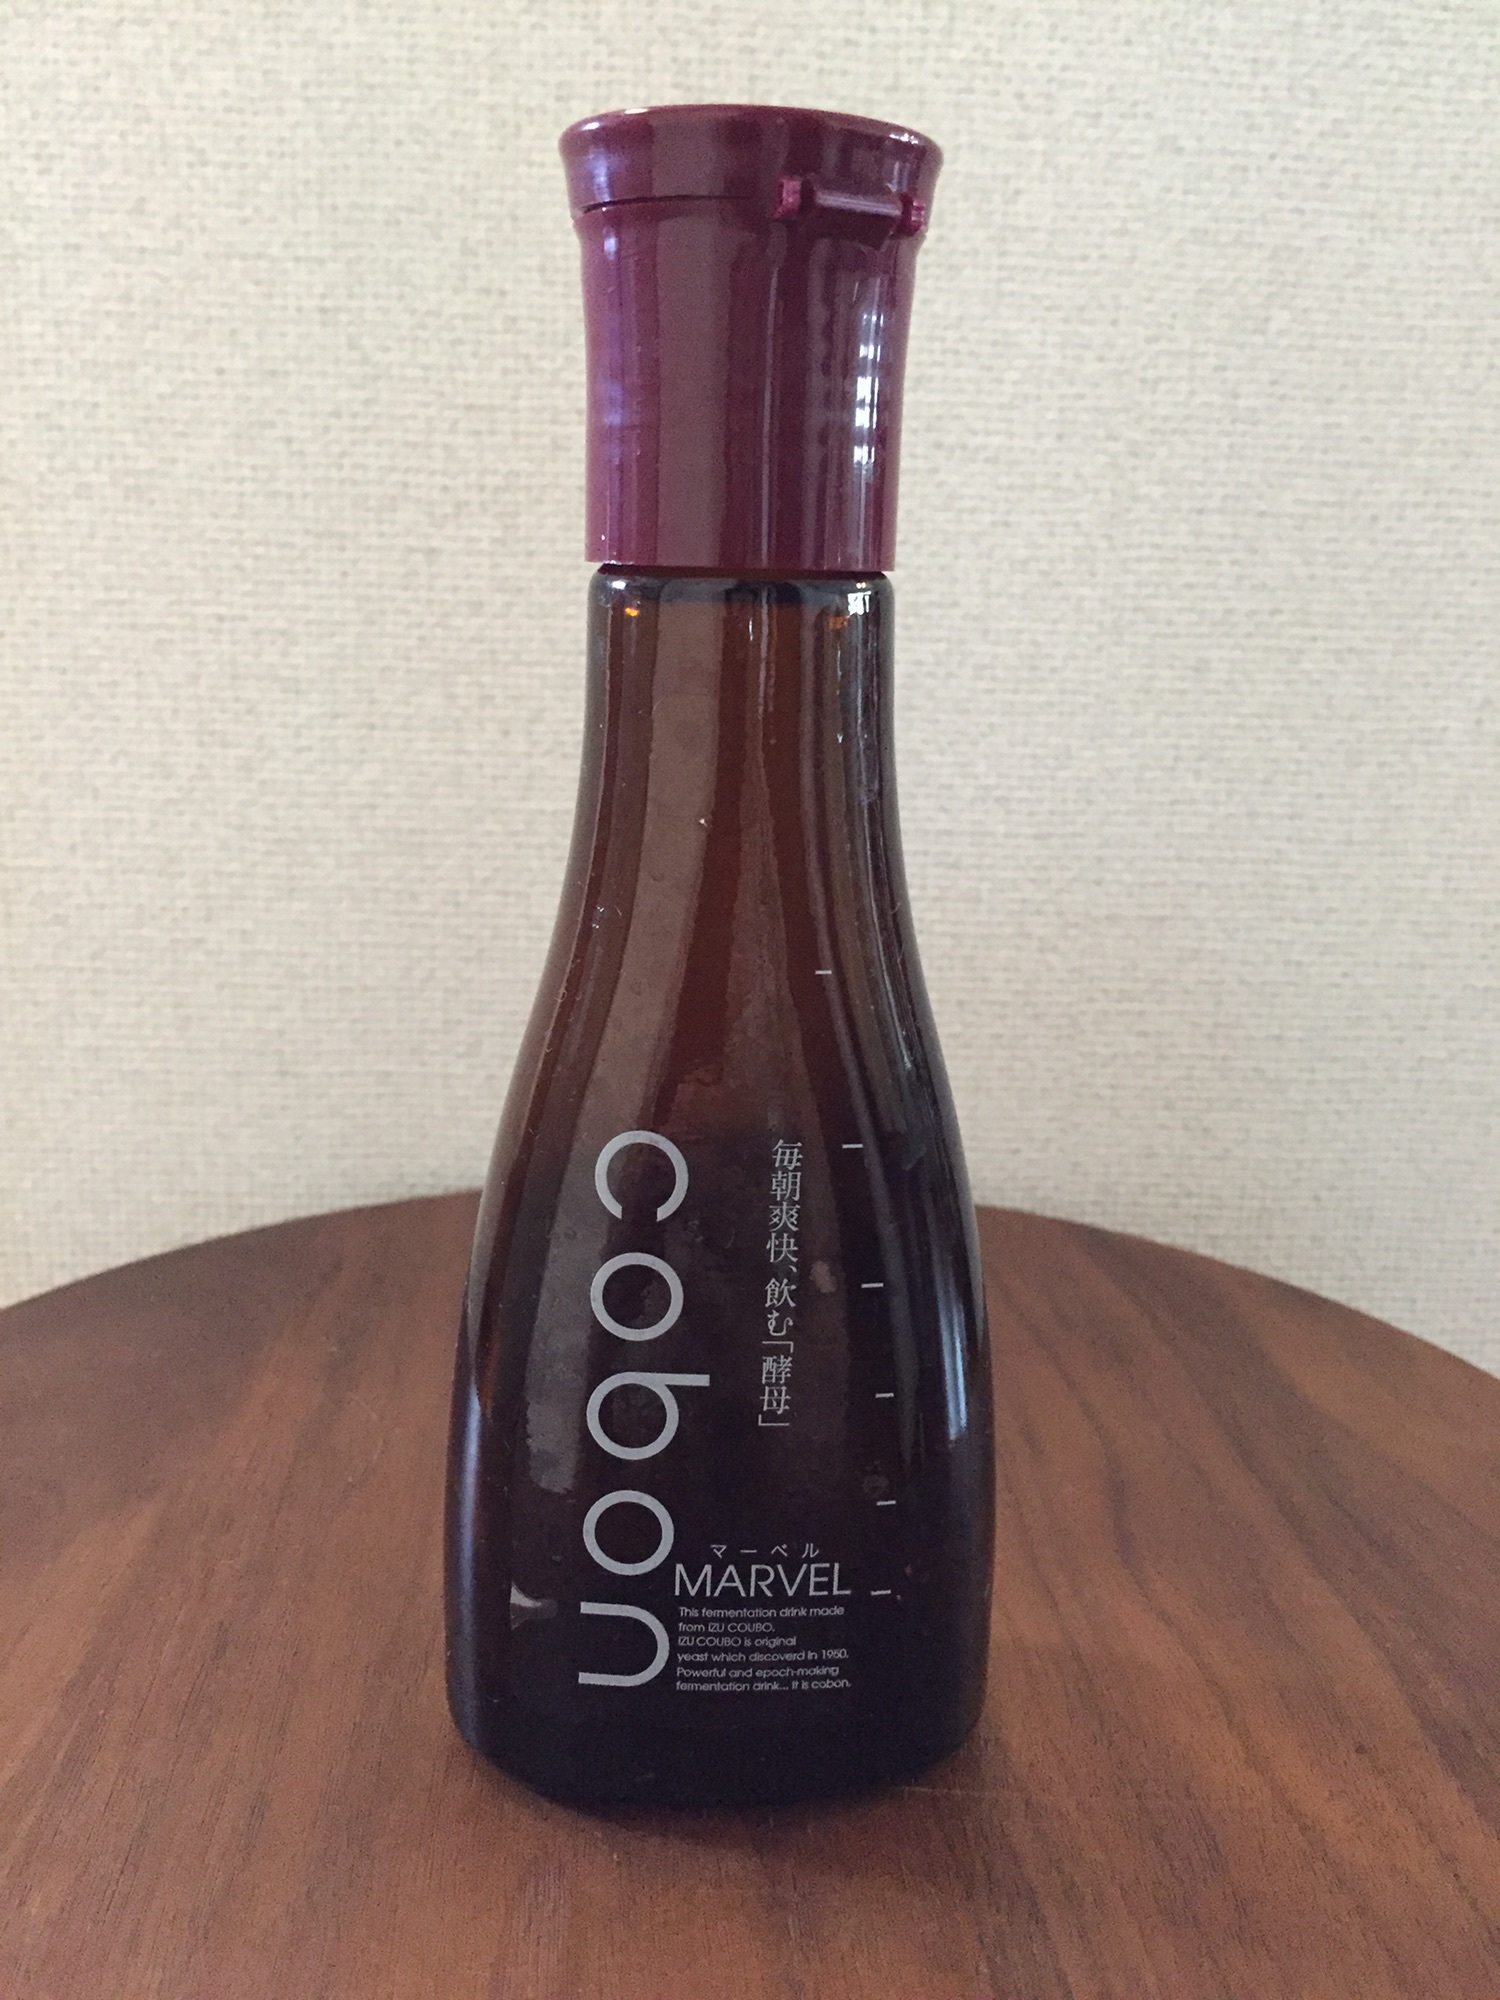 cobon
毎朝爽快、飲む「酵母」
マーベル
MARVEL
This fermentation drink made
from IZU COUBO.
IZU COUBO is original
yeast which discoverd in 1950.
Powerful and epoch-making
fermentation drink... It is cobon.